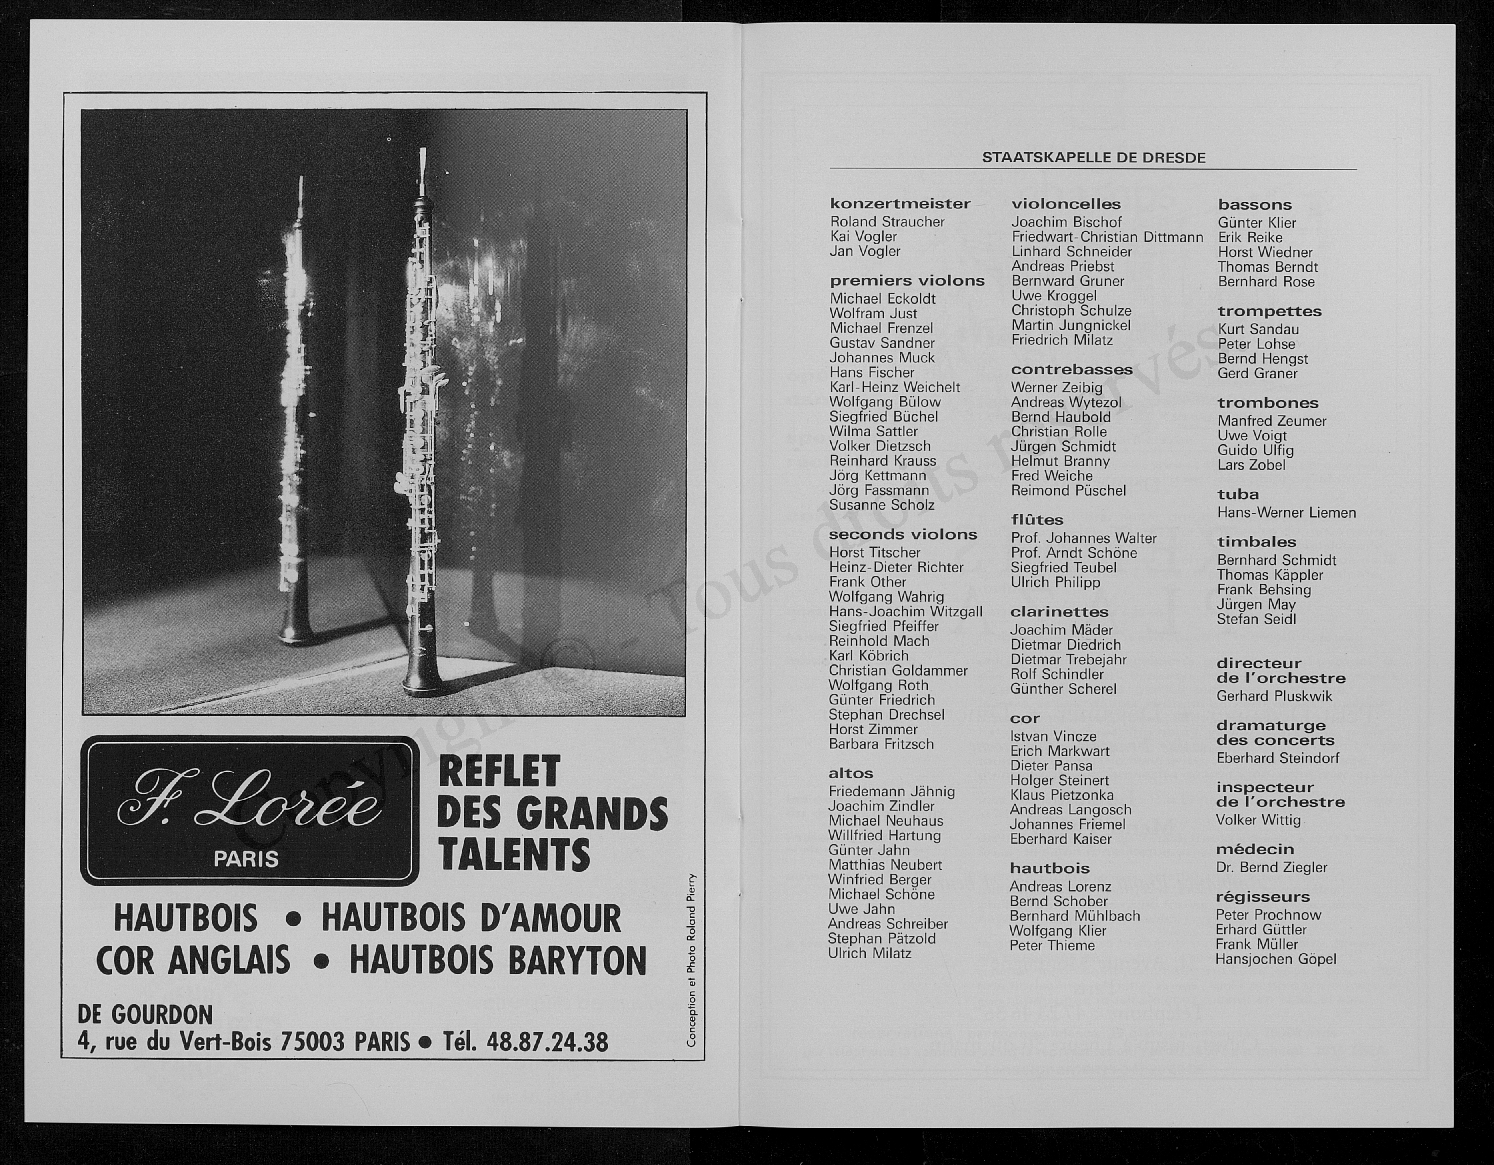 F. Lorée
PARIS
REFLET
DES GRANDS
TALENTS
HAUTBOIS • HAUTBOIS D'AMOUR
COR ANGLAIS • HAUTBOIS BARYTON
DE GOURDON
4, rue du Vert-Bois 75003 PARIS • Tél. 48.87.24.38
Conception et Photo Roland Pierry
STAATSKAPELLE DE DRESDE
konzertmeister
Roland Straucher
Kai Vogler
Jan Vogler
premiers violons
Michael Eckoldt
Wolfram Just
Michael Frenzel
Gustav Sandner
Johannes Muck
Hans Fischer
Karl-Heinz Weichelt
Wolfgang Bülow
Siegfried Büchel
Wilma Sattler
Volker Dietzsch
Reinhard Krauss
Jörg Kettmann
Jörg Fassmann
Susanne Scholz
seconds violons
Horst Titscher
Heinz-Dieter Richter
Frank Other
Wolfgang Wahrig
Hans-Joachim Witzgall
Siegfried Pfeiffer
Reinhold Mach
Karl Köbrich
Christian Goldammer
Wolfgang Roth
Günter Friedrich
Stephan Drechsel
Horst Zimmer
Barbara Fritzsch
altos
Friedemann Jähnig
Joachim Zindler
Michael Neuhaus
Willfried Hartung
Günter Jahn
Matthias Neubert
Winfried Berger
Michael Schöne
Uwe Jahn
Andreas Schreiber
Stephan Pätzold
Ulrich Milatz
violoncelles
Joachim Bischof
Friedwart-Christian Dittmann
Linhard Schneider
Andreas Priebst
Bernward Gruner
Uwe Kroggel
Christoph Schulze
Martin Jungnickel
Friedrich Milatz
contrebasses
Werner Zeibig
Andreas Wytezol
Bernd Haubold
Christian Rolle
Jürgen Schmidt
Helmut Branny
Fred Weiche
Reimond Püschel
flûtes
Prof. Johannes Walter
Prof. Arndt Schöne
Siegfried Teubel
Ulrich Philipp
clarinettes
Joachim Mäder
Dietmar Diedrich
Dietmar Trebejahr
Rolf Schindler
Günther Scherel
cor
Istvan Vincze
Erich Markwart
Dieter Pansa
Holger Steinert
Klaus Pietzonka
Andreas Langosch
Johannes Friemel
Eberhard Kaiser
hautbois
Andreas Lorenz
Bernd Schober
Bernhard Mühlbach
Wolfgang Klier
Peter Thieme
bassons
Günter Klier
Erik Reike
Horst Wiedner
Thomas Berndt
Bernhard Rose
trompettes
Kurt Sandau
Peter Lohse
Bernd Hengst
Gerd Graner
trombones
Manfred Zeumer
Uwe Voigt
Guido Ulfig
Lars Zobel
tuba
Hans-Werner Liemen
timbales
Bernhard Schmidt
Thomas Käppler
Frank Behsing
Jürgen May
Stefan Seidl
directeur
de l'orchestre
Gerhard Pluskwik
dramaturge
des concerts
Eberhard Steindorf
inspecteur
de l'orchestre
Volker Wittig
médecin
Dr. Bernd Ziegler
régisseurs
Peter Prochnow
Erhard Güttler
Frank Müller
Hansjochen Göpel
Copyright © - Tous droits réservés